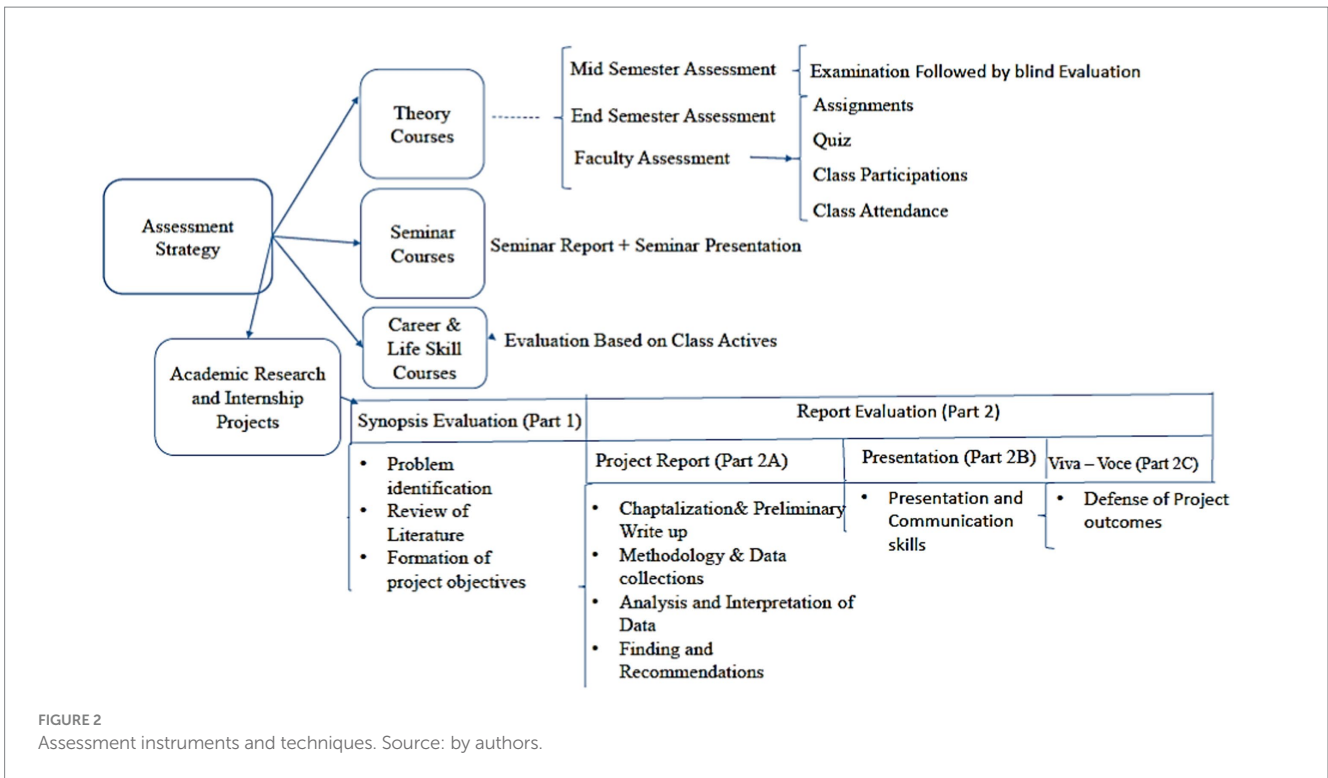 Assessment
Strategy
Theory
Courses
Mid Semester Assessment
End Semester Assessment
Faculty Assessment
Examination Followed by blind Evaluation
Assignments
Quiz
Class Participations
Class Attendance
Seminar
Courses
Seminar Report + Seminar Presentation
Career &
Life Skill
Courses
Evaluation Based on Class Actives
Academic Research
and Internship
Projects
Synopsis Evaluation (Part 1)
• Problem
identification
• Review of
Literature
• Formation of
project objectives
Report Evaluation (Part 2)
Project Report (Part 2A)
• Chaptalization& Preliminary
Write up
• Methodology & Data
collections
• Analysis and Interpretation of
Data
• Finding and
Recommendations
Presentation (Part 2B)
• Presentation and
Communication
skills
Viva – Voce (Part 2C)
• Defense of Project
outcomes
FIGURE 2
Assessment instruments and techniques. Source: by authors.